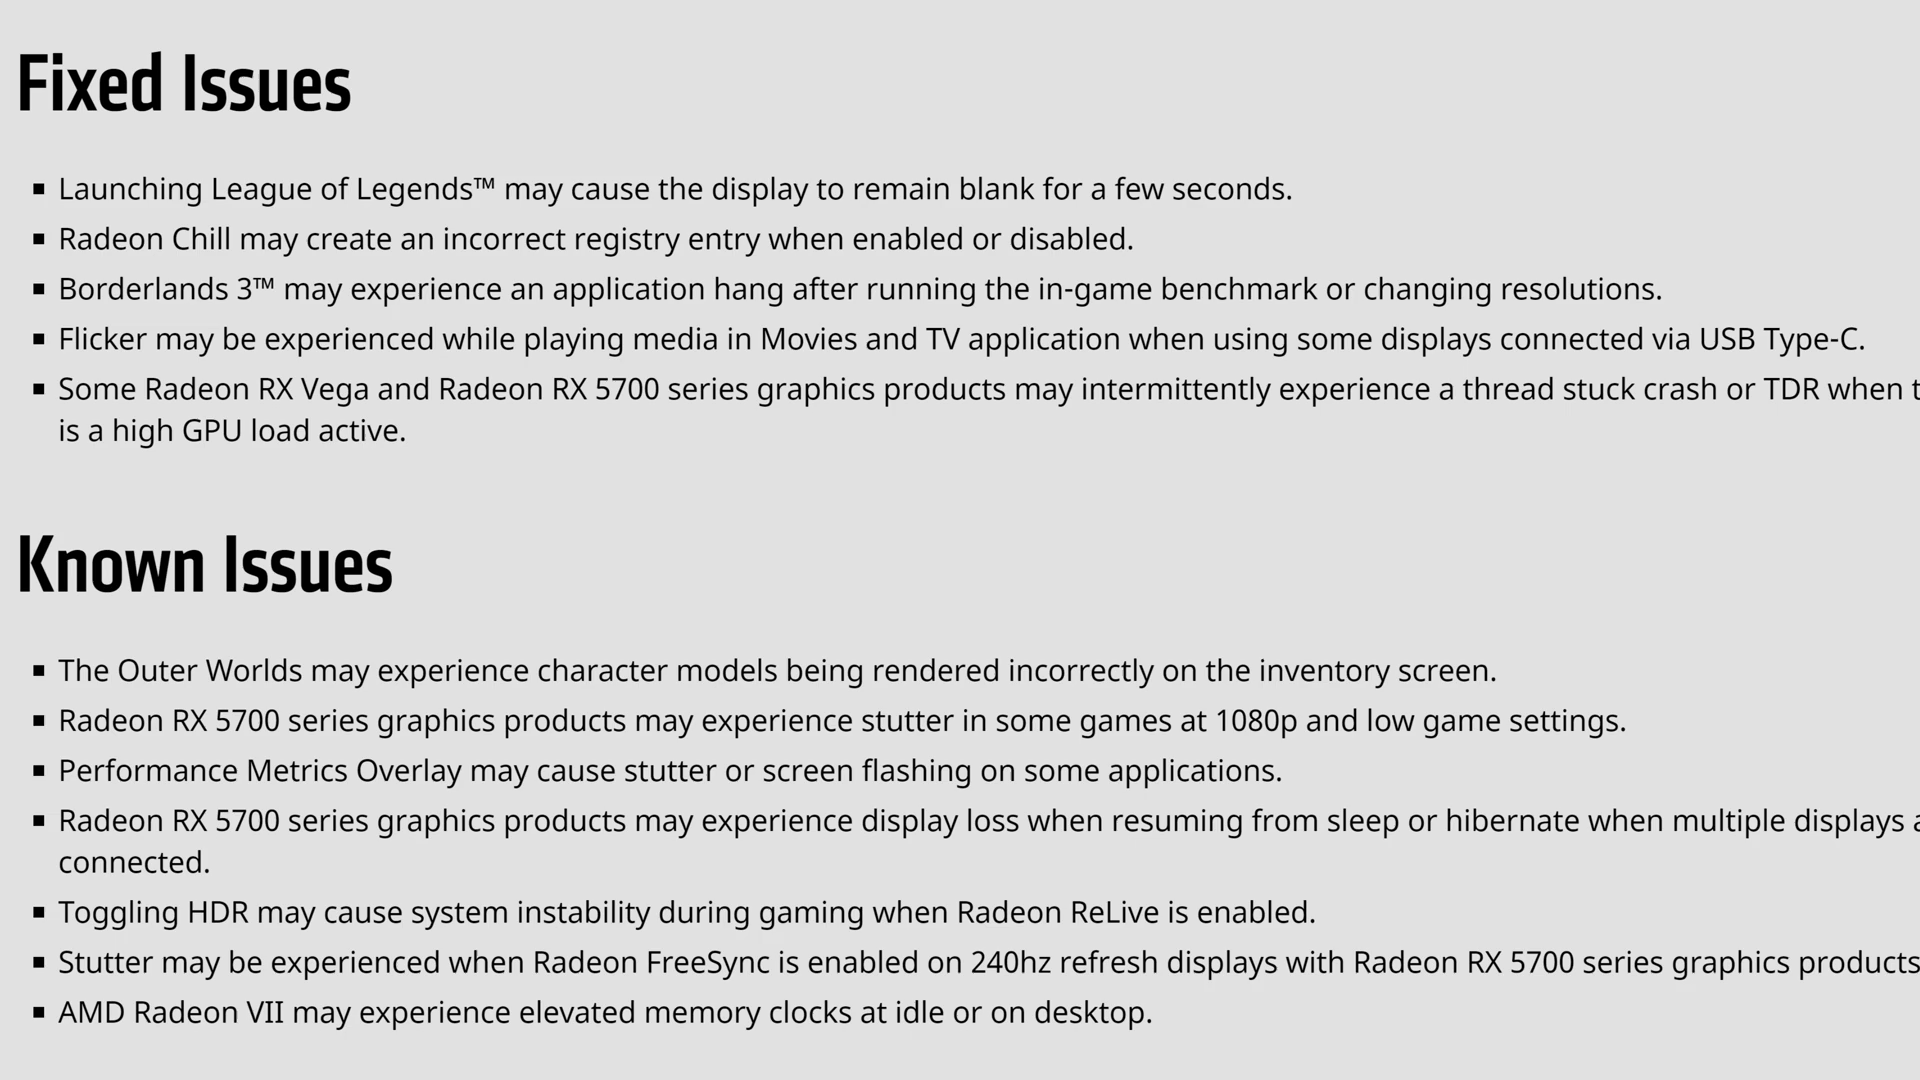 Fixed Issues
Launching League of Legends™ may cause the display to remain blank for a few seconds.
Radeon Chill may create an incorrect registry entry when enabled or disabled.
Borderlands 3™ may experience an application hang after running the in-game benchmark or changing resolutions.
Flicker may be experienced while playing media in Movies and TV application when using some displays connected via USB Type-C.
Some Radeon RX Vega and Radeon RX 5700 series graphics products may intermittently experience a thread stuck crash or TDR when
is a high GPU load active.
Known Issues
The Outer Worlds may experience character models being rendered incorrectly on the inventory screen.
Radeon RX 5700 series graphics products may experience stutter in some games at 1080p and low game settings.
Performance Metrics Overlay may cause stutter or screen flashing on some applications.
Radeon RX 5700 series graphics products may experience display loss when resuming from sleep or hibernate when multiple displays
connected.
Toggling HDR may cause system instability during gaming when Radeon ReLive is enabled.
Stutter may be experienced when Radeon FreeSync is enabled on 240hz refresh displays with Radeon RX 5700 series graphics products
AMD Radeon VII may experience elevated memory clocks at idle or on desktop.